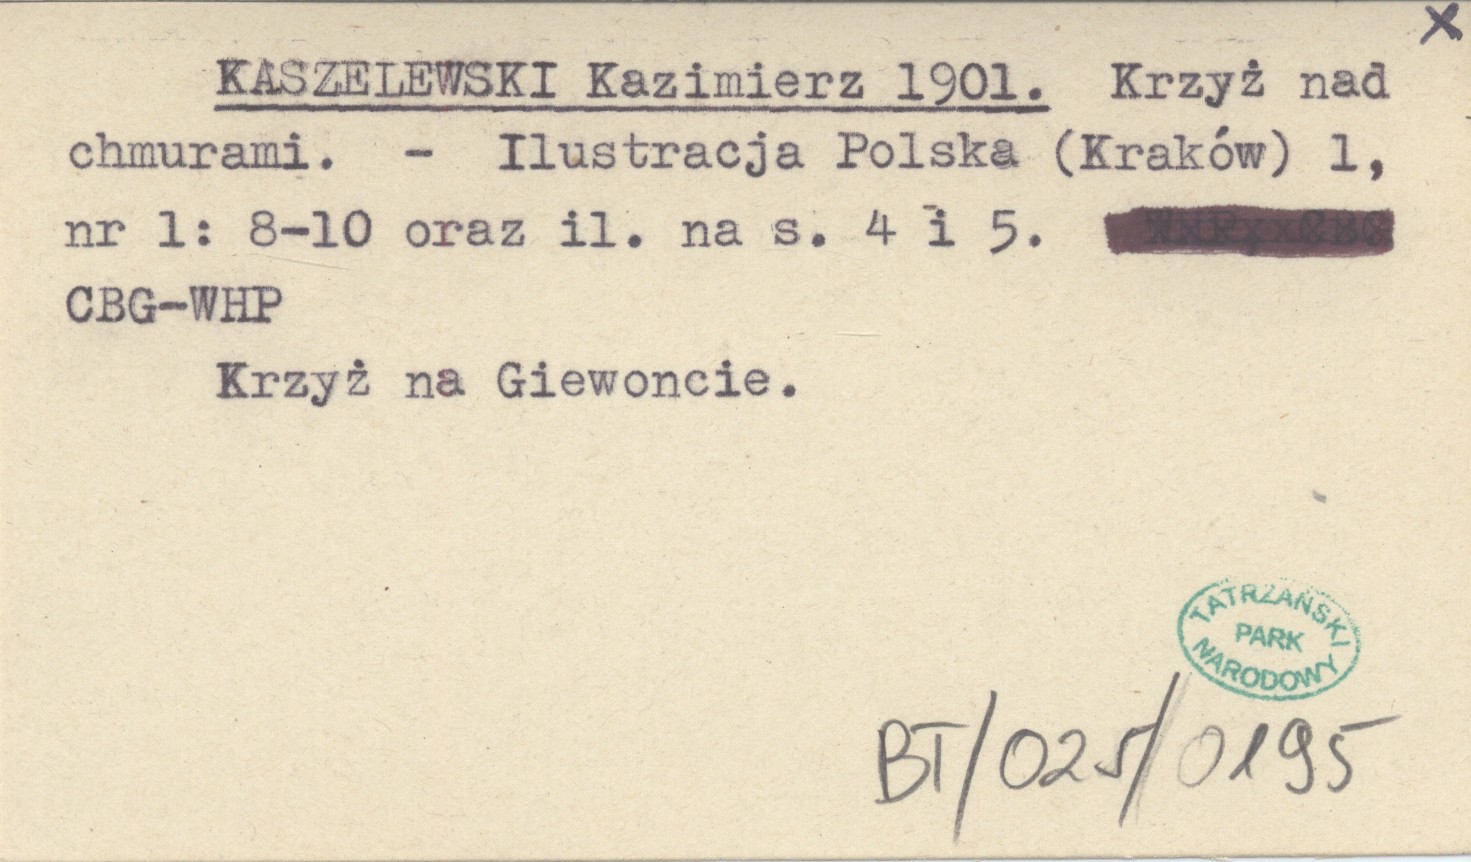 x
KASZELEWSKI Kazimierz 1901. Krzyż nad
chmurami. - Ilustracja Polska (Kraków) 1,
nr 1: 8-10 oraz il. na s. 4 i 5.
CBG-WHP
Krzyż na Giewoncie.
TATRZAŃSKI
PARK
NARODOWY
BT/025/0195